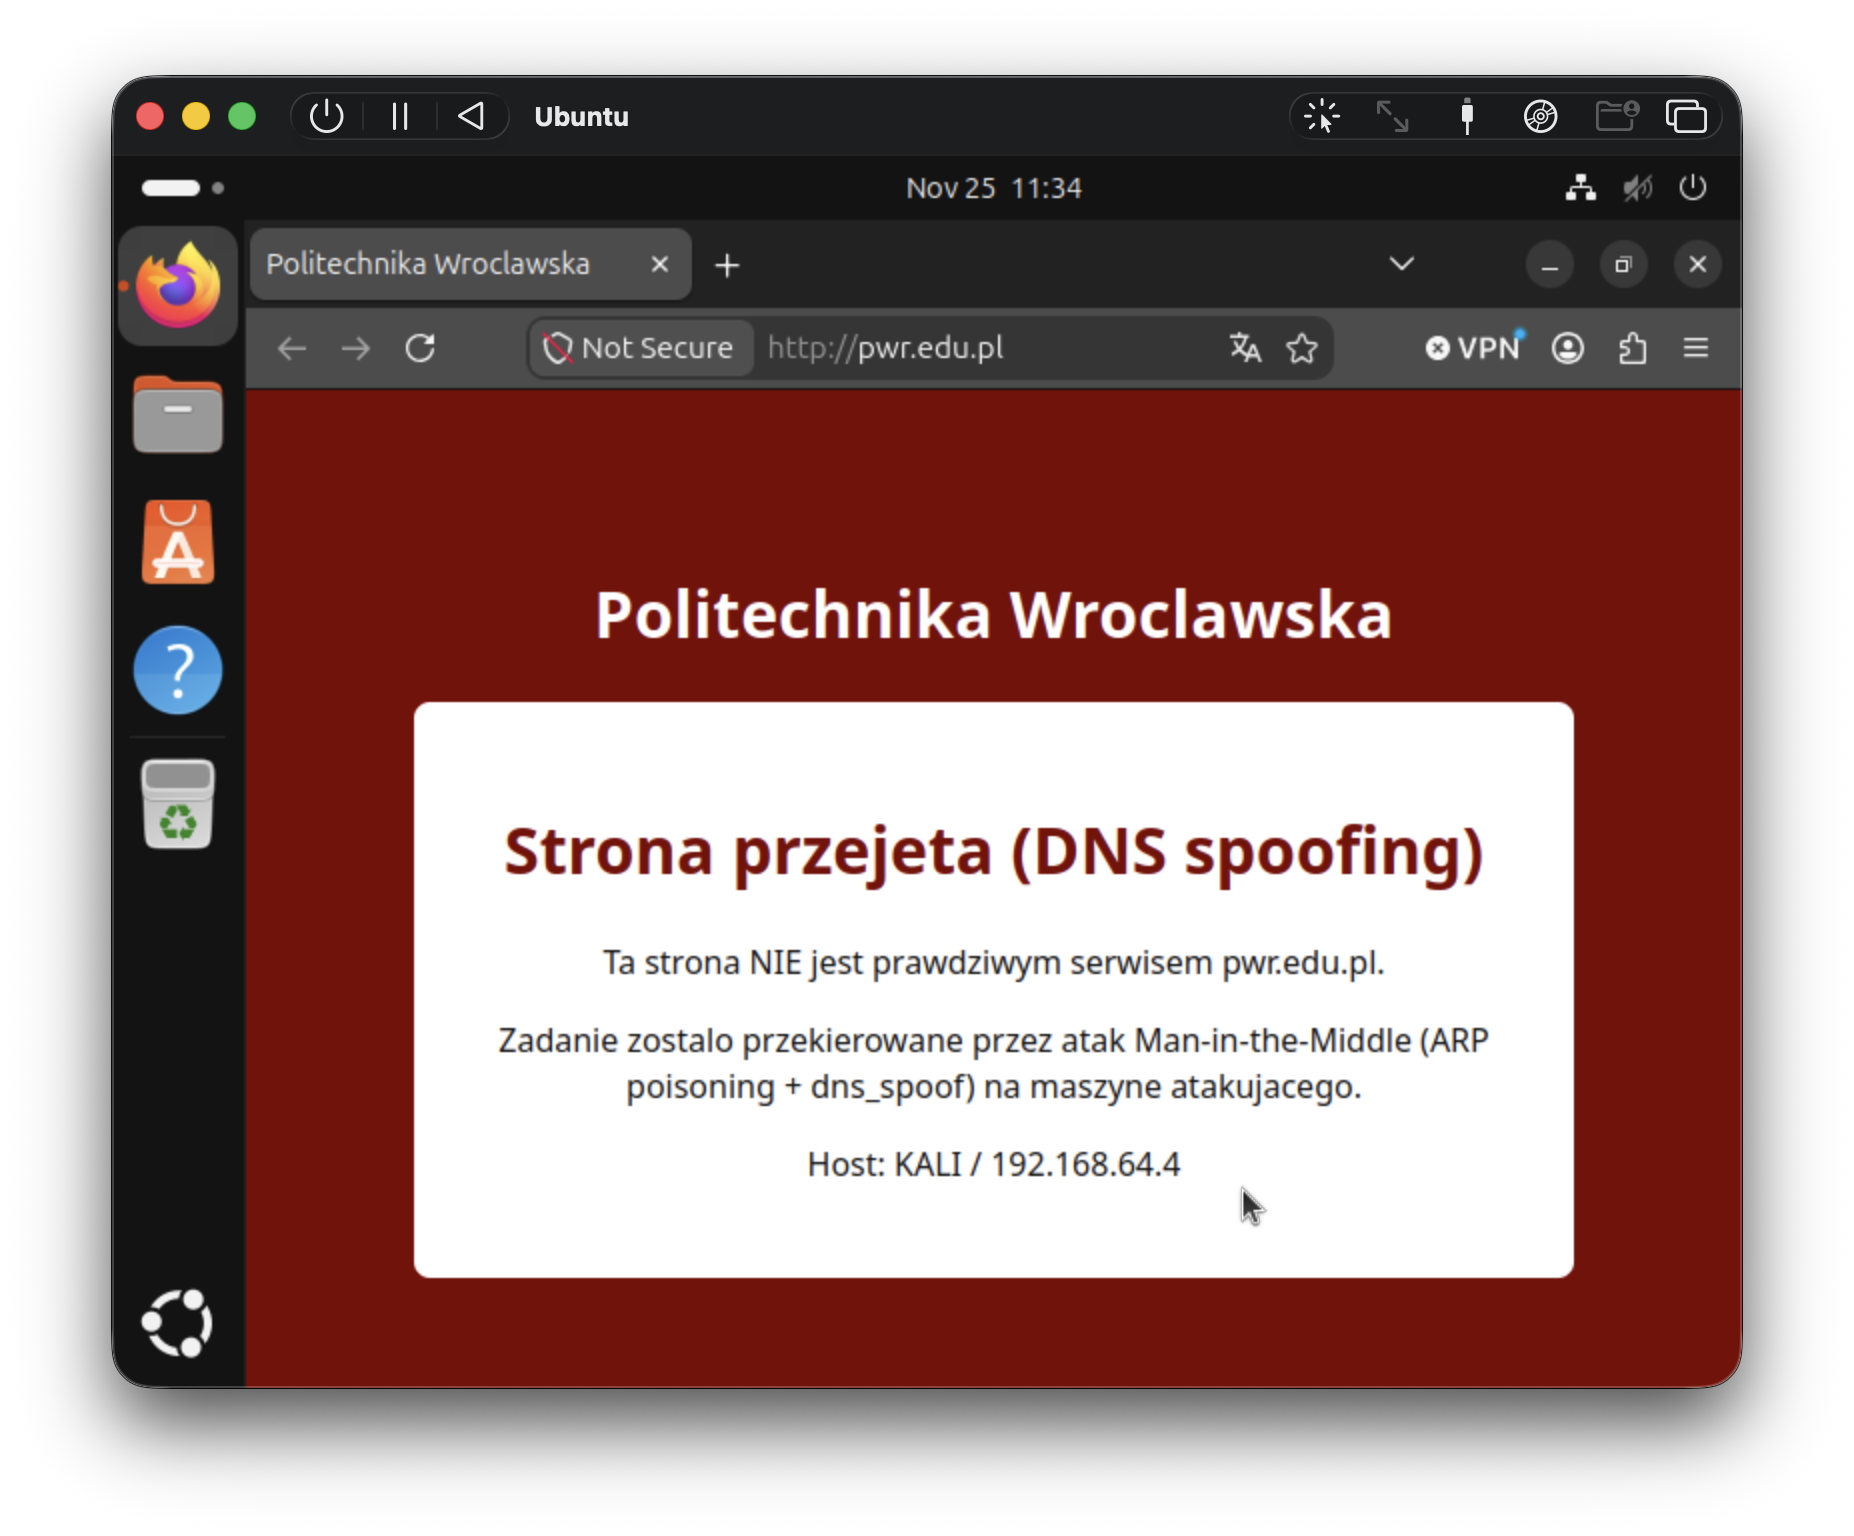 Ubuntu
Nov 25 11:34
Politechnika Wroclawska
Not Secure http://pwr.edu.pl VPN
Politechnika Wroclawska
Strona przejeta (DNS spoofing)
Ta strona NIE jest prawdziwym serwisem pwr.edu.pl.
Zadanie zostalo przekierowane przez atak Man-in-the-Middle (ARP
poisoning + dns_spoof) na maszyne atakujacego.
Host: KALI / 192.168.64.4